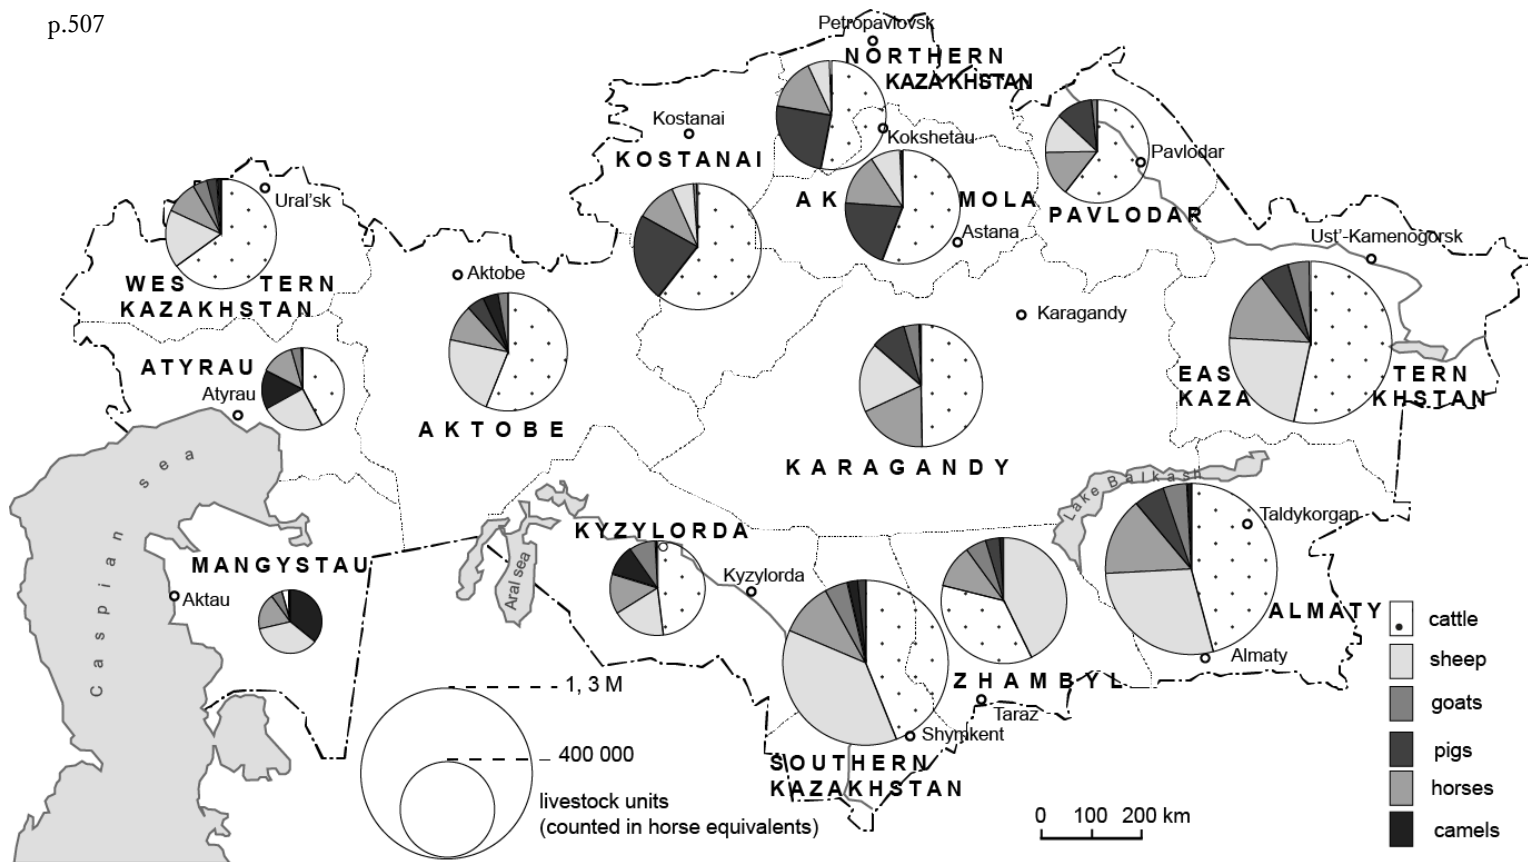 p.507
Petropavlovsk
NORTHERN
KAZAKHSTAN
Kostanai
KOSTANAI
Kokshetau
Pavlodar
AK MOLA
PAVLODAR
Astana
Ural'sk
Ust'-Kamenogorsk
WES TERN
KAZAKHSTAN
Aktobe
Karagandy
ATYRAU
Atyrau
EAS TERN
KAZA KHSTAN
AKTOBE
KARAGANDY
Caspian sea
Lake Balkash
Taldykorgan
KYZYLORDA
MANGYSTAU
Aral sea
Kyzylorda
Aktau
ALMATY
Almaty
ZHAMBYL
Taraz
Shymkent
SOUTHERN
KAZAKHSTAN
1, 3 M
400 000
livestock units
(counted in horse equivalents)
0 100 200 km
cattle
sheep
goats
pigs
horses
camels